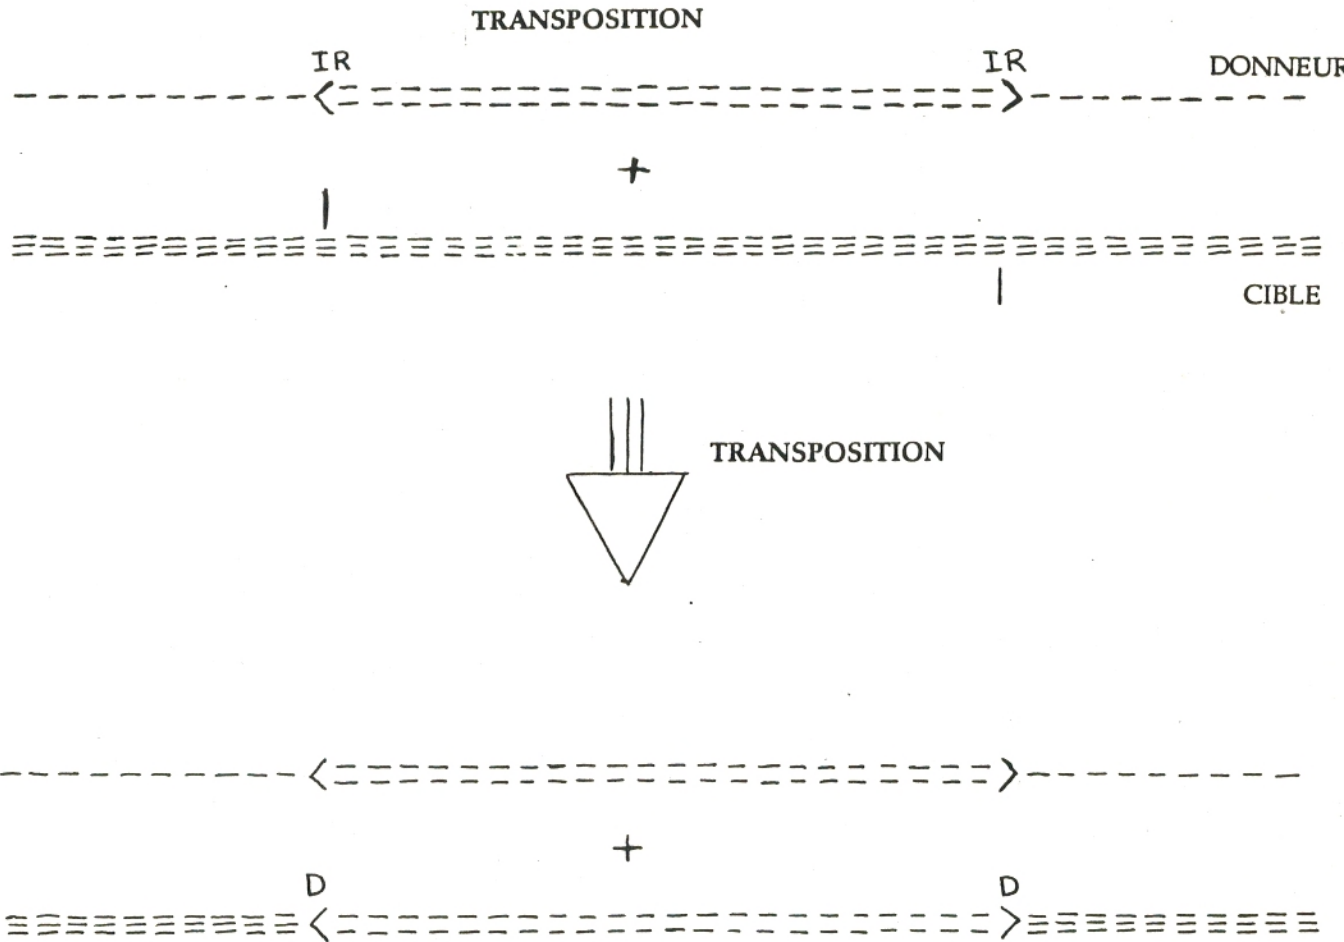 TRANSPOSITION
IR IR
DONNEUR
+
CIBLE
TRANSPOSITION
+
D D